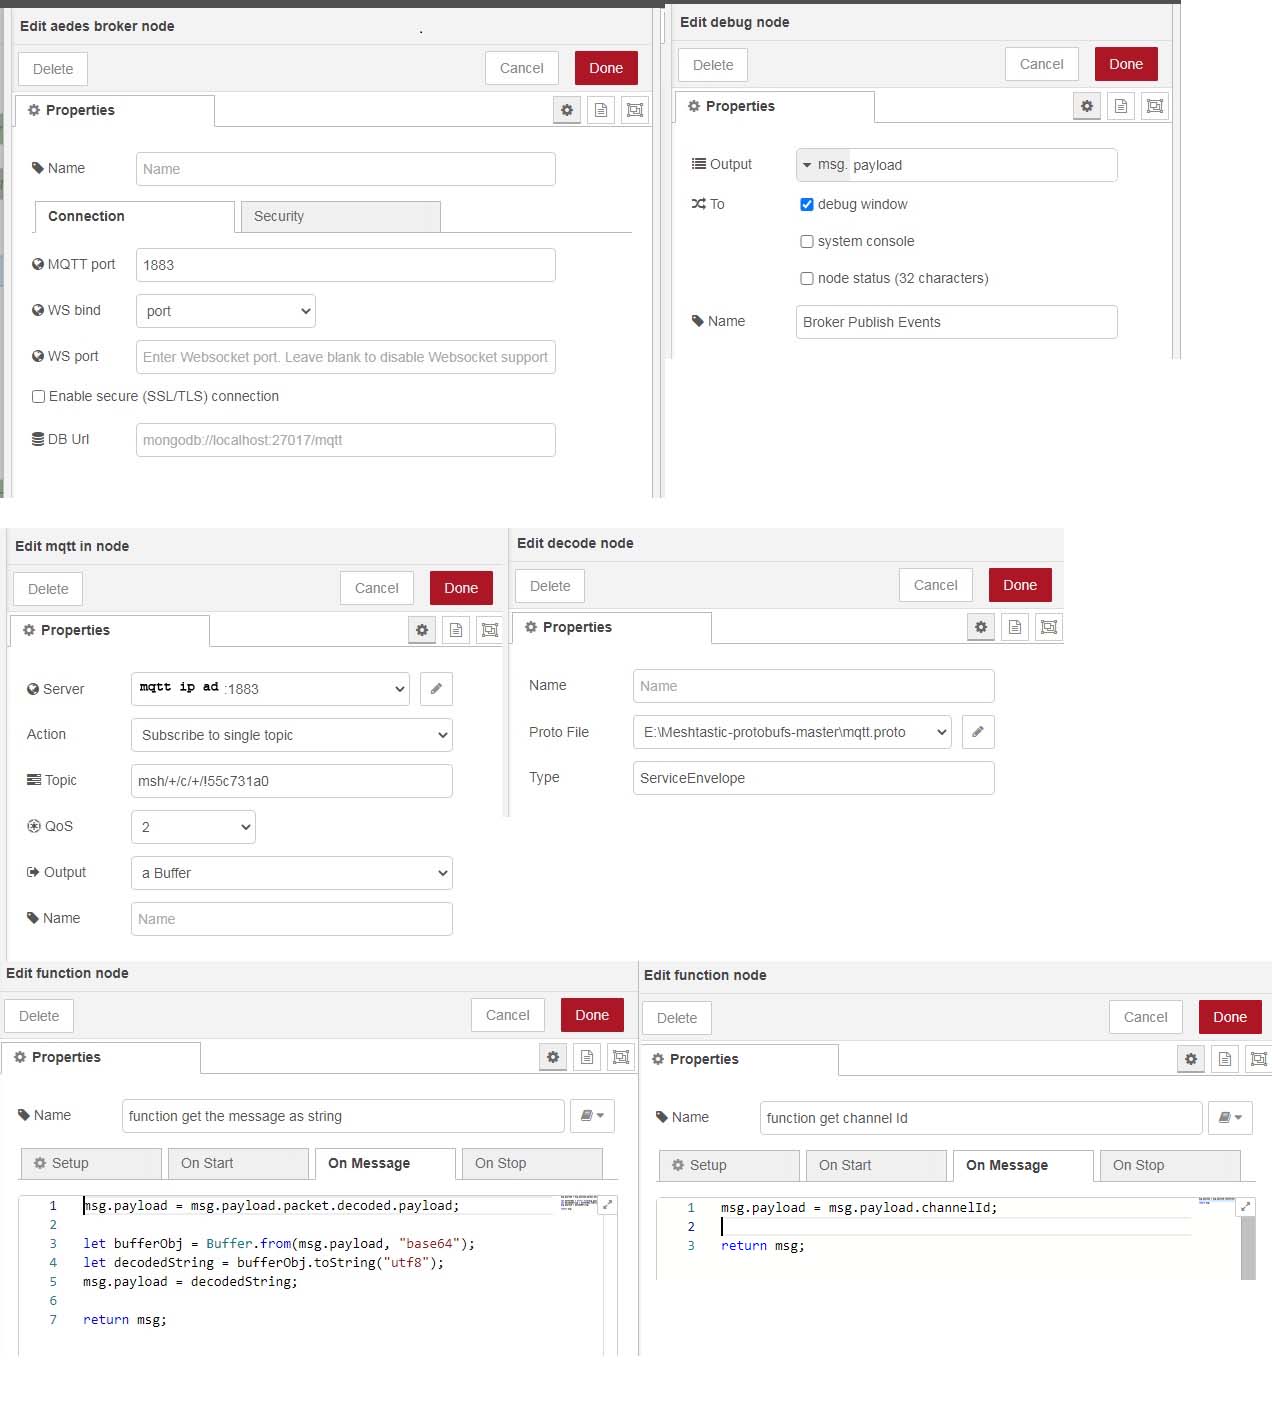 Edit aedes broker node
Delete
Cancel
Done
Properties
Name
Name
Connection
Security
MQTT port
1883
WS bind
port
WS port
Enter Websocket port. Leave blank to disable Websocket support
Enable secure (SSL/TLS) connection
DB Url
mongodb://localhost:27017/mqtt
Edit debug node
Delete
Cancel
Done
Properties
Output
msg. payload
To
debug window
system console
node status (32 characters)
Name
Broker Publish Events
Edit mqtt in node
Delete
Cancel
Done
Properties
Server
mqtt ip ad :1883
Action
Subscribe to single topic
Topic
msh/+/c/+/!55c731a0
QoS
2
Output
a Buffer
Name
Name
Edit decode node
Delete
Cancel
Done
Properties
Name
Name
Proto File
E:\Meshtastic-protobufs-master\mqtt.proto
Type
ServiceEnvelope
Edit function node
Delete
Cancel
Done
Properties
Name
function get the message as string
Setup
On Start
On Message
On Stop
1 msg.payload = msg.payload.packet.decoded.payload;
2
3 let bufferObj = Buffer.from(msg.payload, "base64");
4 let decodedString = bufferObj.toString("utf8");
5 msg.payload = decodedString;
6
7 return msg;
Edit function node
Delete
Cancel
Done
Properties
Name
function get channel Id
Setup
On Start
On Message
On Stop
1 msg.payload = msg.payload.channelId;
2
3 return msg;